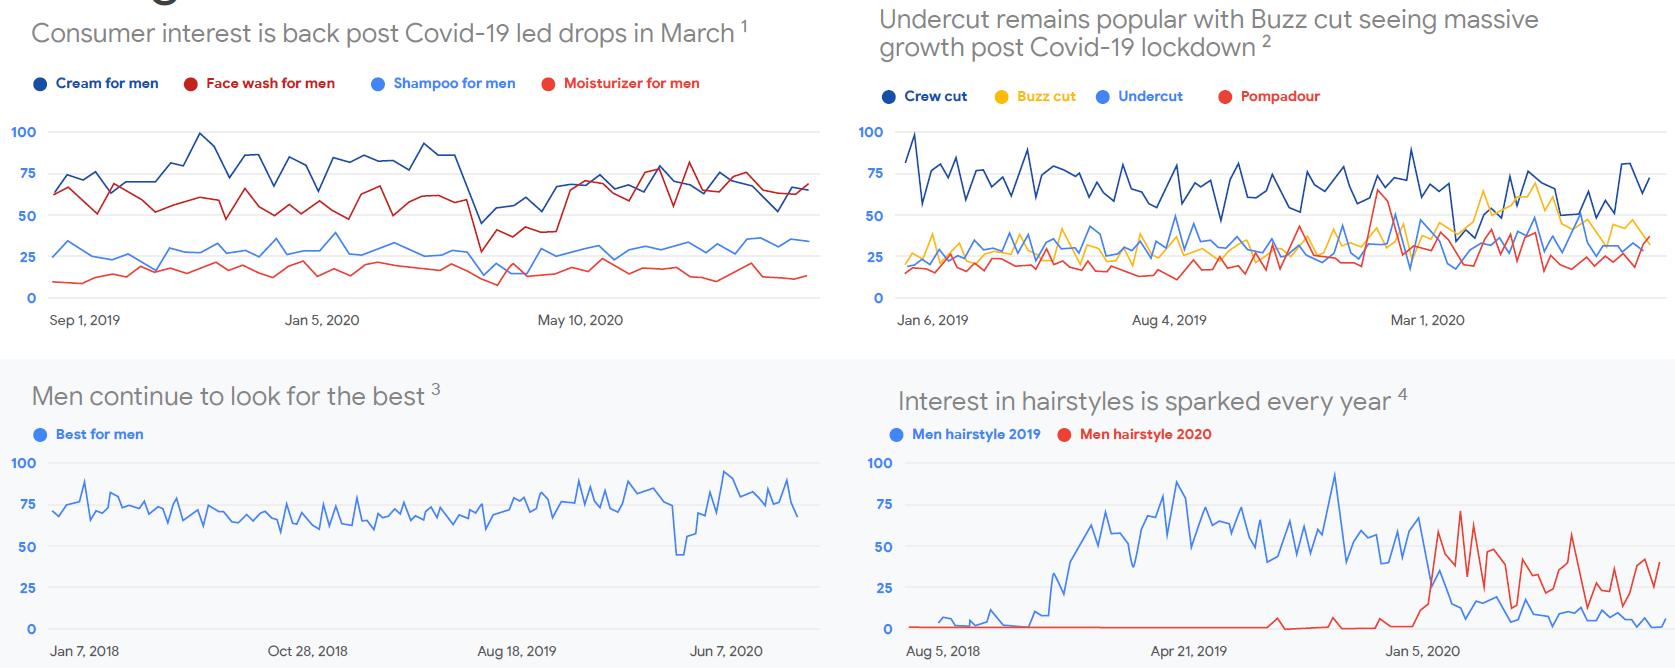 Consumer interest is back post Covid-19 led drops in March 1
Cream for men Face wash for men Shampoo for men Moisturizer for men
100
75
50
25
0
Sep 1, 2019 Jan 5, 2020 May 10, 2020
Undercut remains popular with Buzz cut seeing massive
growth post Covid-19 lockdown 2
Crew cut Buzz cut Undercut Pompadour
100
75
50
25
0
Jan 6, 2019 Aug 4, 2019 Mar 1, 2020
Men continue to look for the best 3
Best for men
100
75
50
25
0
Jan 7, 2018 Oct 28, 2018 Aug 18, 2019 Jun 7, 2020
Interest in hairstyles is sparked every year 4
Men hairstyle 2019 Men hairstyle 2020
100
75
50
25
0
Aug 5, 2018 Apr 21, 2019 Jan 5, 2020